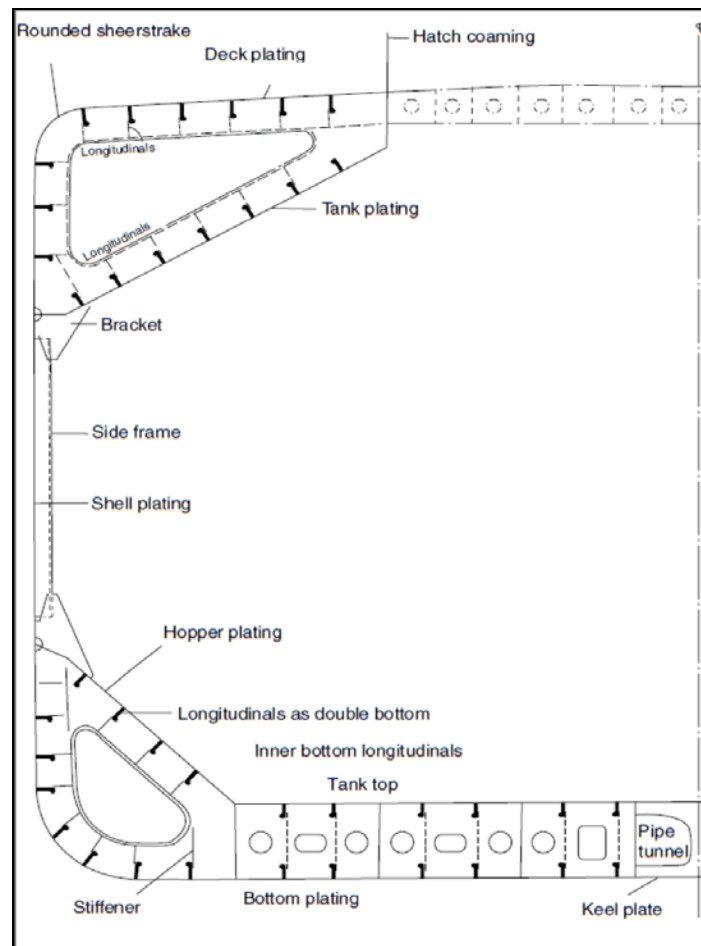 Rounded sheerstrake
Hatch coaming
Deck plating
Longitudinals
Tank plating
Longitudinals
Bracket
Side frame
Shell plating
Hopper plating
Longitudinals as double bottom
Inner bottom longitudinals
Tank top
Pipe
tunnel
Bottom plating
Stiffener
Keel plate